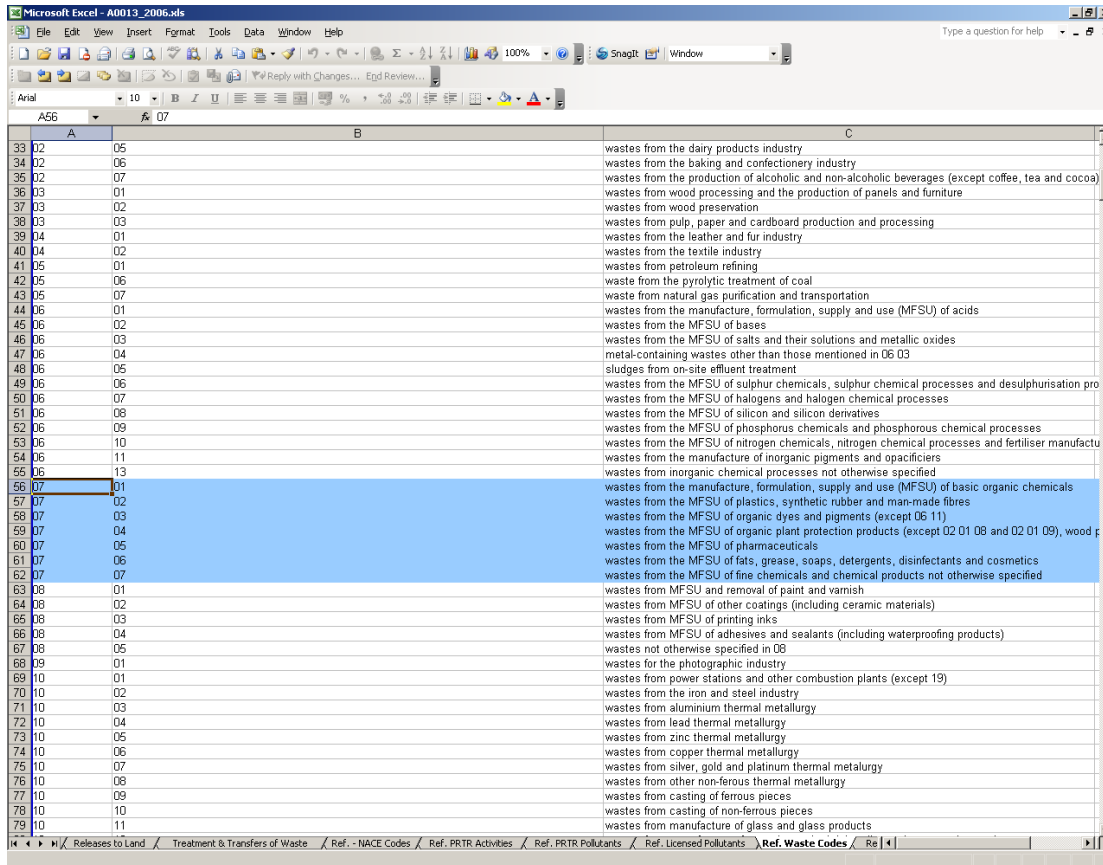 Microsoft Excel - A0013_2006.xls
File Edit View Insert Format Tools Data Window Help Type a question for help
100% SnagIt Window
Reply with Changes... End Review...
Arial 10 B I U
A56 fx 07
A B C
33 02 05 wastes from the dairy products industry
34 02 06 wastes from the baking and confectionery industry
35 02 07 wastes from the production of alcoholic and non-alcoholic beverages (except coffee, tea and cocoa)
36 03 01 wastes from wood processing and the production of panels and furniture
37 03 02 wastes from wood preservation
38 03 03 wastes from pulp, paper and cardboard production and processing
39 04 01 wastes from the leather and fur industry
40 04 02 wastes from the textile industry
41 05 01 wastes from petroleum refining
42 05 06 waste from the pyrolytic treatment of coal
43 05 07 waste from natural gas purification and transportation
44 06 01 wastes from the manufacture, formulation, supply and use (MFSU) of acids
45 06 02 wastes from the MFSU of bases
46 06 03 wastes from the MFSU of salts and their solutions and metallic oxides
47 06 04 metal-containing wastes other than those mentioned in 06 03
48 06 05 sludges from on-site effluent treatment
49 06 06 wastes from the MFSU of sulphur chemicals, sulphur chemical processes and desulphurisation pro
50 06 07 wastes from the MFSU of halogens and halogen chemical processes
51 06 08 wastes from the MFSU of silicon and silicon derivatives
52 06 09 wastes from the MFSU of phosphorus chemicals and phosphorous chemical processes
53 06 10 wastes from the MFSU of nitrogen chemicals, nitrogen chemical processes and fertiliser manufactu
54 06 11 wastes from the manufacture of inorganic pigments and opacificiers
55 06 13 wastes from inorganic chemical processes not otherwise specified
56 07 01 wastes from the manufacture, formulation, supply and use (MFSU) of basic organic chemicals
57 07 02 wastes from the MFSU of plastics, synthetic rubber and man-made fibres
58 07 03 wastes from the MFSU of organic dyes and pigments (except 06 11)
59 07 04 wastes from the MFSU of organic plant protection products (except 02 01 08 and 02 01 09), wood p
60 07 05 wastes from the MFSU of pharmaceuticals
61 07 06 wastes from the MFSU of fats, grease, soaps, detergents, disinfectants and cosmetics
62 07 07 wastes from the MFSU of fine chemicals and chemical products not otherwise specified
63 08 01 wastes from MFSU and removal of paint and varnish
64 08 02 wastes from MFSU of other coatings (including ceramic materials)
65 08 03 wastes from MFSU of printing inks
66 08 04 wastes from MFSU of adhesives and sealants (including waterproofing products)
67 08 05 wastes not otherwise specified in 08
68 09 01 wastes for the photographic industry
69 10 01 wastes from power stations and other combustion plants (except 19)
70 10 02 wastes from the iron and steel industry
71 10 03 wastes from aluminium thermal metallurgy
72 10 04 wastes from lead thermal metallurgy
73 10 05 wastes from zinc thermal metallurgy
74 10 06 wastes from copper thermal metallurgy
75 10 07 wastes from silver, gold and platinum thermal metalurgy
76 10 08 wastes from other non-ferous thermal metallurgy
77 10 09 wastes from casting of ferrous pieces
78 10 10 wastes from casting of non-ferrous pieces
79 10 11 wastes from manufacture of glass and glass products
Releases to Land / Treatment & Transfers of Waste / Ref. - NACE Codes / Ref. PRTR Activities / Ref. PRTR Pollutants / Ref. Licensed Pollutants \ Ref. Waste Codes / Re